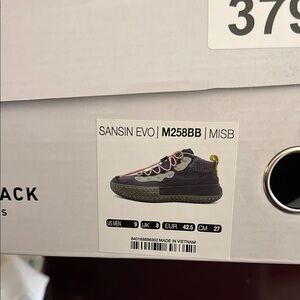 379
SANSIN EVO | M258BB | MISB
ACK
S
US MEN 9 UK 8 EUR 42.5 CM 27
840168696352 MADE IN VIETNAM